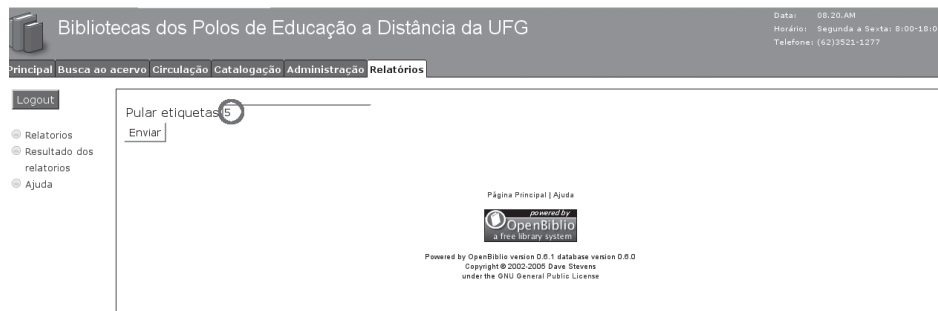 Bibliotecas dos Polos de Educação a Distância da UFG
Data: 08.20.AM
Horário: Segunda a Sexta: 8:00-18:0
Telefone: (62)3521-1277
Principal Busca ao acervo Circulação Catalogação Administração Relatórios
Logout
Relatorios
Resultado dos
relatorios
Ajuda
Pular etiquetas 5
Enviar
Página Principal | Ajuda
powered by
OpenBiblio
a free library system
Powered by OpenBiblio version 0.6.1 database version 0.6.0
Copyright © 2002-2005 Dave Stevens
under the GNU General Public License